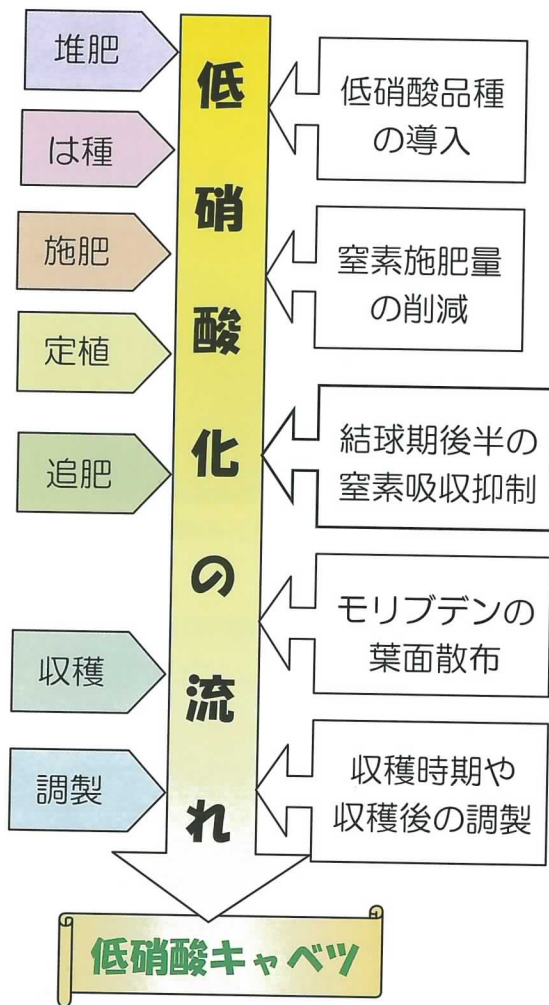 堆肥
は種
施肥
定植
追肥
収穫
調製
低硝酸化の流れ
低硝酸品種
の導入
窒素施肥量
の削減
結球期後半の
窒素吸収抑制
モリブデンの
葉面散布
収穫時期や
収穫後の調製
低硝酸キャベツ